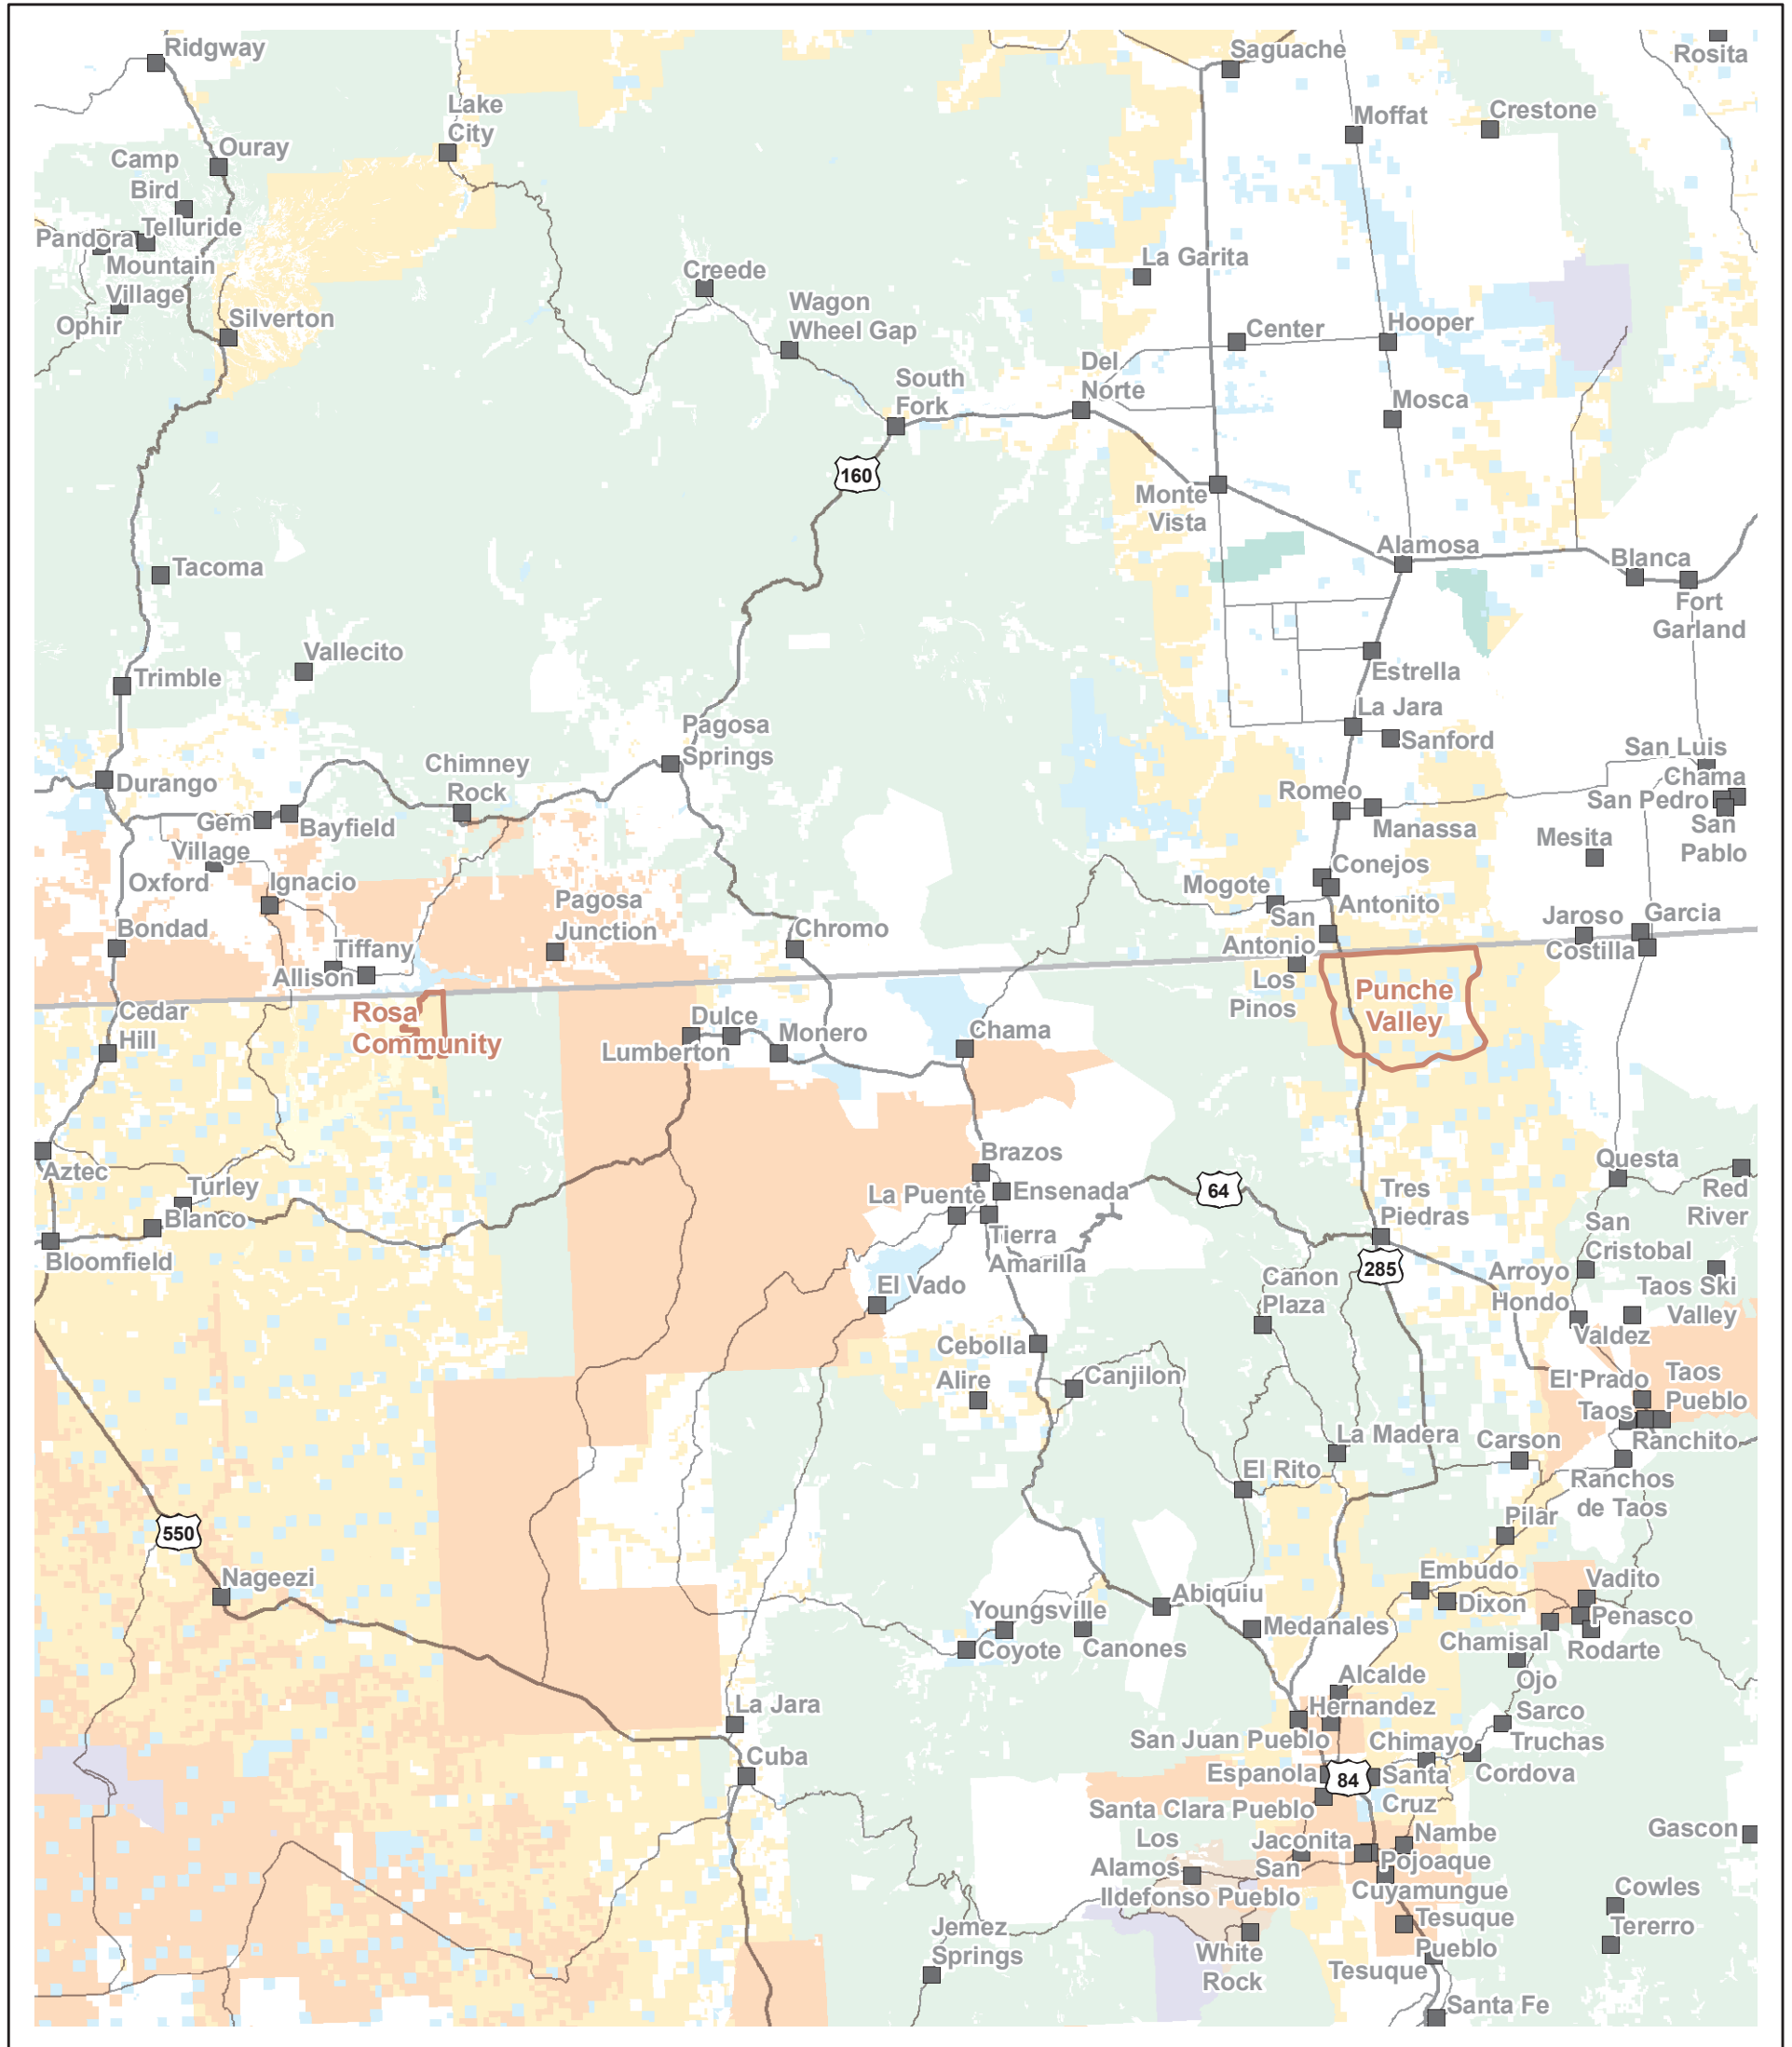 Ridgway
Saguache
Rosita
Lake
City
Moffat
Crestone
Ouray
Camp
Bird
Telluride
Pandora
Mountain
Village
Ophir
Silverton
La Garita
Creede
Wagon
Wheel Gap
Center
Hooper
South
Fork
Del
Norte
Mosca
160
Monte
Vista
Alamosa
Blanca
Fort
Garland
Tacoma
Vallecito
Trimble
Estrella
La Jara
Sanford
Pagosa
Springs
San Luis
Chama
San Pedro
San
Pablo
Durango
Chimney
Rock
Romeo
Manassa
Mesita
Gem
Village
Bayfield
Oxford
Ignacio
Conejos
Mogote
Antonito
San
Antonio
Pagosa
Junction
Bondad
Chromo
Jaroso
Garcia
Costilla
Tiffany
Allison
Los
Pinos
Punche
Valley
Cedar
Hill
Rosa
Community
Dulce
Lumberton
Monero
Chama
Aztec
Turley
Blanco
Bloomfield
Brazos
La Puente
Ensenada
Tierra
Amarilla
64
Tres
Piedras
285
Questa
Red
River
San
Cristobal
Arroyo
Hondo
Taos Ski
Valley
Valdez
El Vado
Canon
Plaza
Cebolla
Alire
Canjilon
El Prado
Taos
Pueblo
Taos
Ranchito
La Madera
Carson
Ranchos
de Taos
El Rito
Pilar
550
Nageezi
Embudo
Vadito
Dixon
Penasco
Abiquiu
Youngsville
Medanales
Coyote
Canones
Chamisal
Rodarte
Ojo
Sarco
Alcalde
Hernandez
La Jara
San Juan Pueblo
Chimayo
Truchas
Cuba
Espanola
84
Santa
Cruz
Cordova
Santa Clara Pueblo
Los
Alamos
Jaconita
Nambe
Gascon
San
Ildefonso Pueblo
Pojoaque
Cuyamungue
Cowles
Tererro
Tesuque
Pueblo
Jemez
Springs
White
Rock
Tesuque
Santa Fe